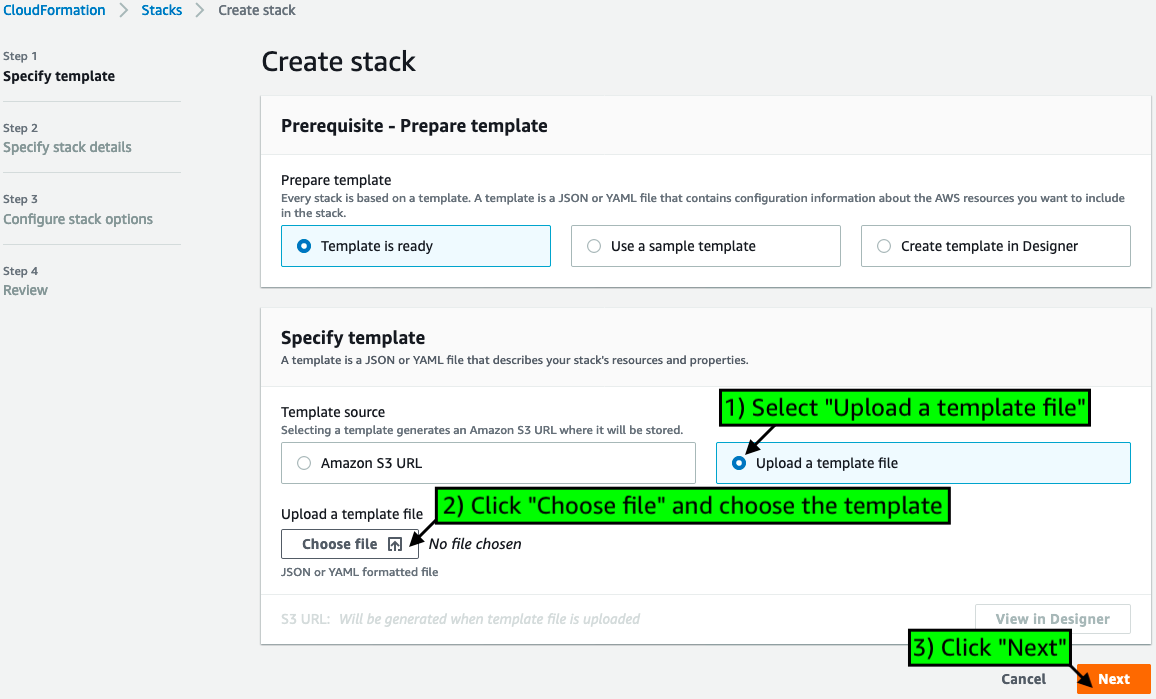 CloudFormation > Stacks > Create stack
Step 1
Specify template
Step 2
Specify stack details
Step 3
Configure stack options
Step 4
Review
Create stack
Prerequisite - Prepare template
Prepare template
Every stack is based on a template. A template is a JSON or YAML file that contains configuration information about the AWS resources you want to include
in the stack.
Template is ready
Use a sample template
Create template in Designer
Specify template
A template is a JSON or YAML file that describes your stack's resources and properties.
1) Select "Upload a template file"
Template source
Selecting a template generates an Amazon S3 URL where it will be stored.
Amazon S3 URL
Upload a template file
2) Click "Choose file" and choose the template
Upload a template file
Choose file
No file chosen
JSON or YAML formatted file
S3 URL: Will be generated when template file is uploaded
View in Designer
3) Click "Next"
Cancel
Next